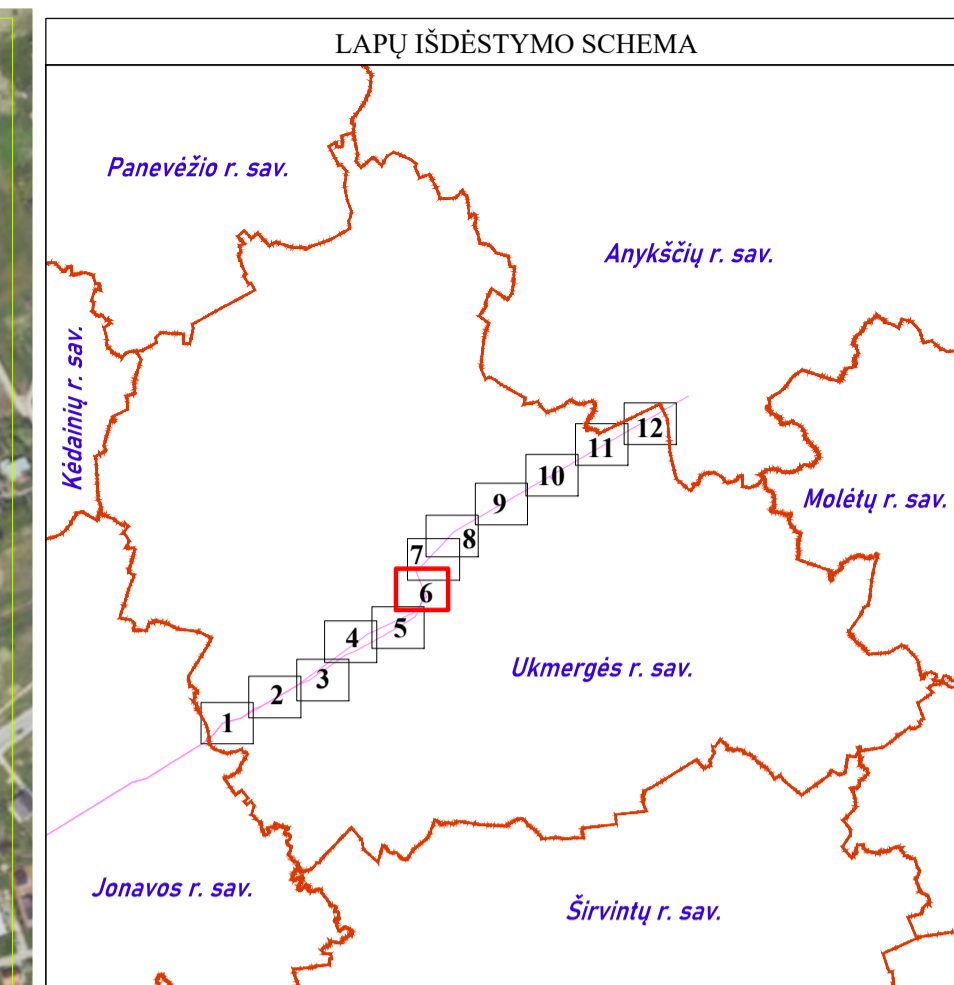 LAPŲ IŠDĖSTYMO SCHEMA
Panevėžio r. sav.
Anykščių r. sav.
Kėdainių r. sav.
12
11
10
Molėtų r. sav.
9
8
7
6
5
4
Ukmergės r. sav.
3
2
1
Jonavos r. sav.
Širvintų r. sav.